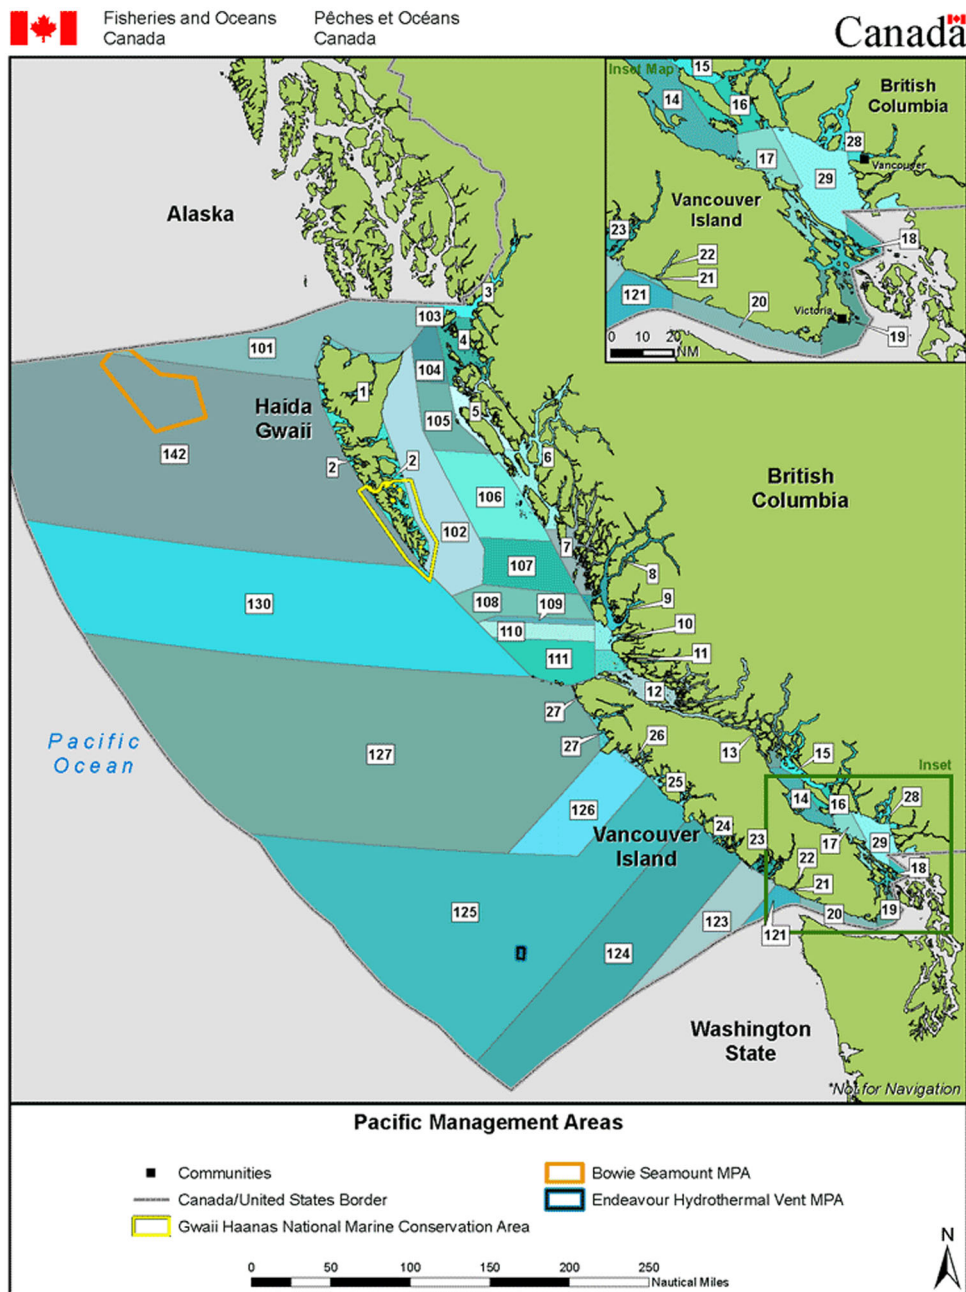 Fisheries and Oceans Pêches et Océans
Canada Canada
Canada
Inset Map
15
14
16
British
Columbia
28
Vancouver
17
29
Vancouver
Island
23
22
18
21
121
20
Victoria
19
0 10 20
NM
Alaska
3
103
101
4
104
1
5
Haida
Gwaii
105
142
2
2
6
British
Columbia
106
102
7
107
8
130
108
109
9
110
10
111
11
12
27
Pacific
Ocean
127
27
26
13
15
Inset
25
14
16
28
126
Vancouver
Island
24
23
17
29
22
18
21
125
123
20
19
121
124
Washington
State
*Not for Navigation
Pacific Management Areas
Communities
Bowie Seamount MPA
Canada/United States Border
Endeavour Hydrothermal Vent MPA
Gwaii Haanas National Marine Conservation Area
N
0 50 100 150 200 250
Nautical Miles